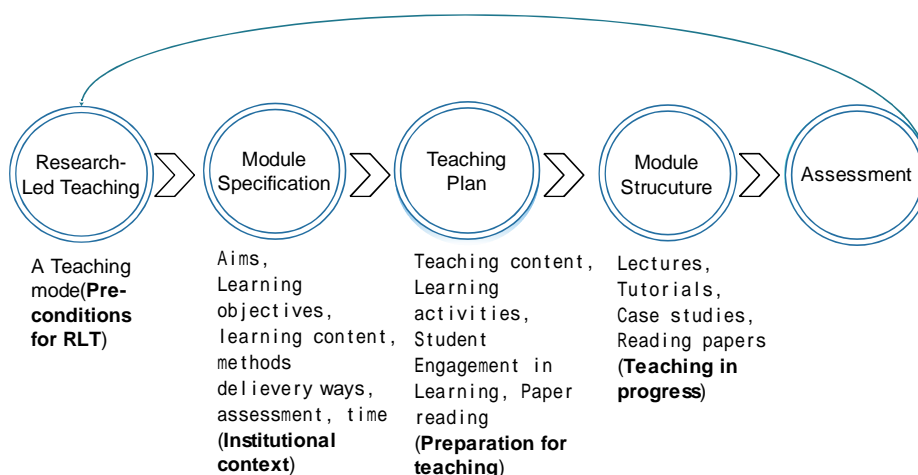 Research-
Led Teaching
Module
Specification
Teaching
Plan
Module
Strucuture
Assessment
A Teaching
mode(Pre-
conditions
for RLT)
Aims,
Learning
objectives,
learning content,
methods
delievery ways,
assessment, time
(Institutional
context)
Teaching content,
Learning
activities,
Student
Engagement in
Learning, Paper
reading
(Preparation for
teaching)
Lectures,
Tutorials,
Case studies,
Reading papers
(Teaching in
progress)